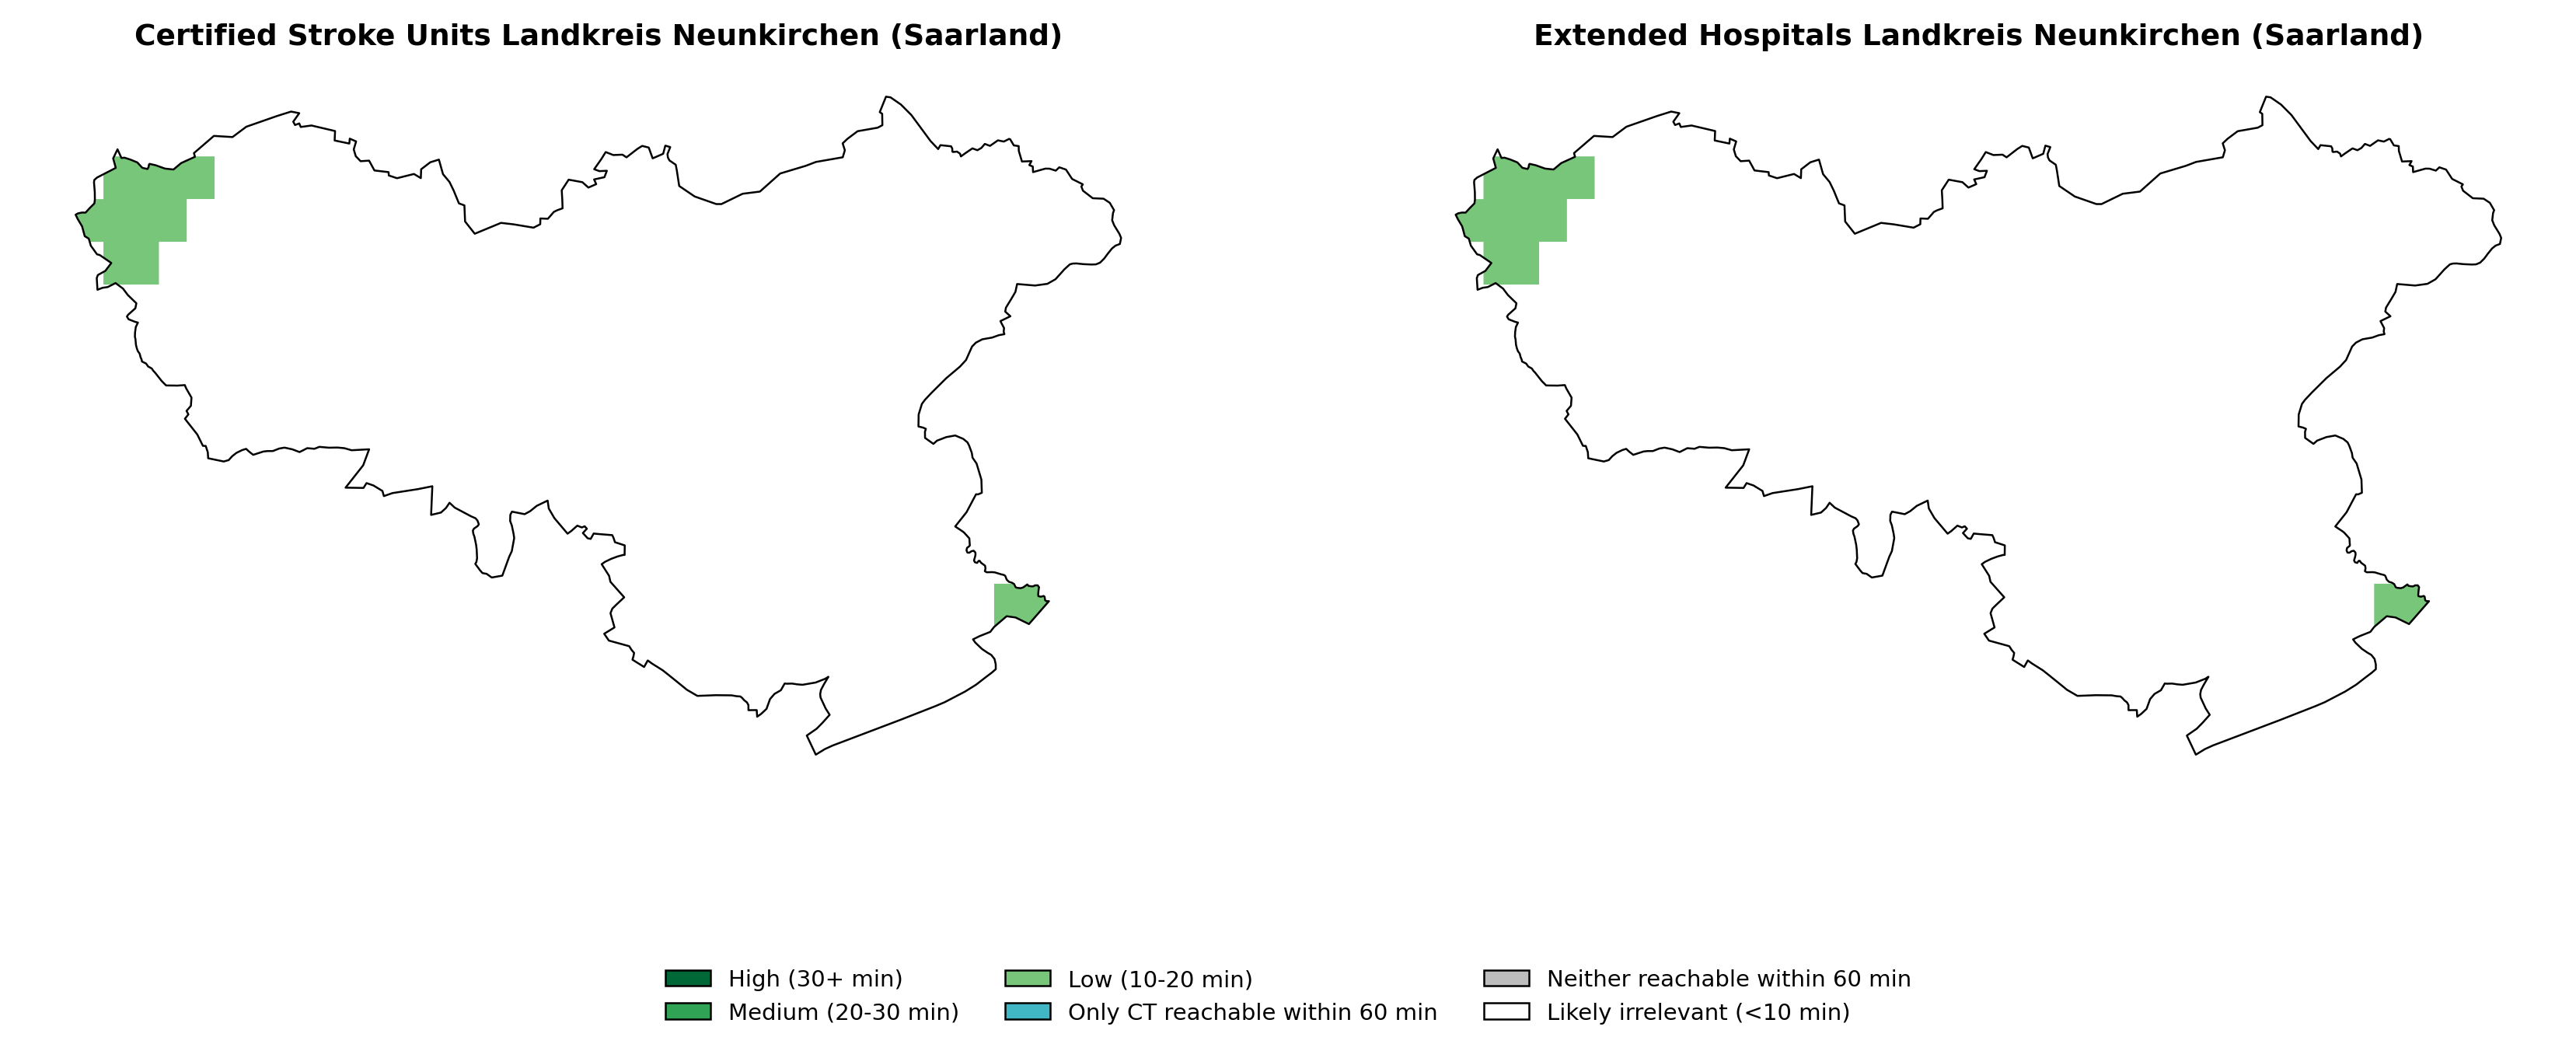 Certified Stroke Units Landkreis Neunkirchen (Saarland)
Extended Hospitals Landkreis Neunkirchen (Saarland)
High (30+ min)
Medium (20-30 min)
Low (10-20 min)
Only CT reachable within 60 min
Neither reachable within 60 min
Likely irrelevant (<10 min)